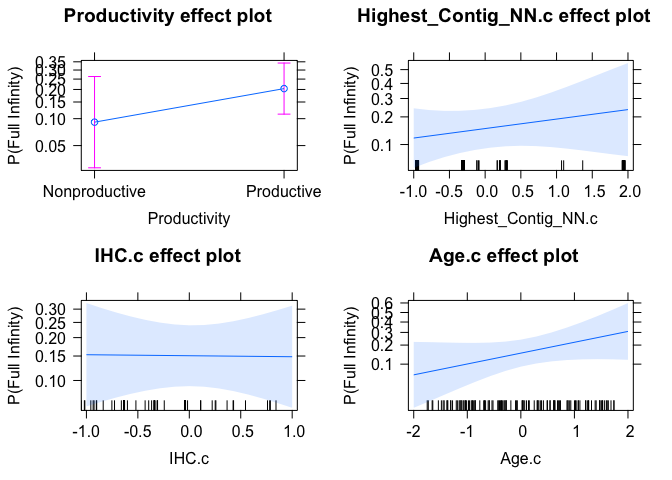 Productivity effect plot
P(Full Infinity)
0.35
0.30
0.25
0.20
0.15
0.10
0.05
Nonproductive Productive
Productivity
Highest_Contig_NN.c effect plot
P(Full Infinity)
0.5
0.4
0.3
0.2
0.1
-1.0 -0.5 0.0 0.5 1.0 1.5 2.0
Highest_Contig_NN.c
IHC.c effect plot
P(Full Infinity)
0.30
0.25
0.20
0.15
0.10
-1.0 -0.5 0.0 0.5 1.0
IHC.c
Age.c effect plot
P(Full Infinity)
0.6
0.5
0.4
0.3
0.2
0.1
-2 -1 0 1 2
Age.c